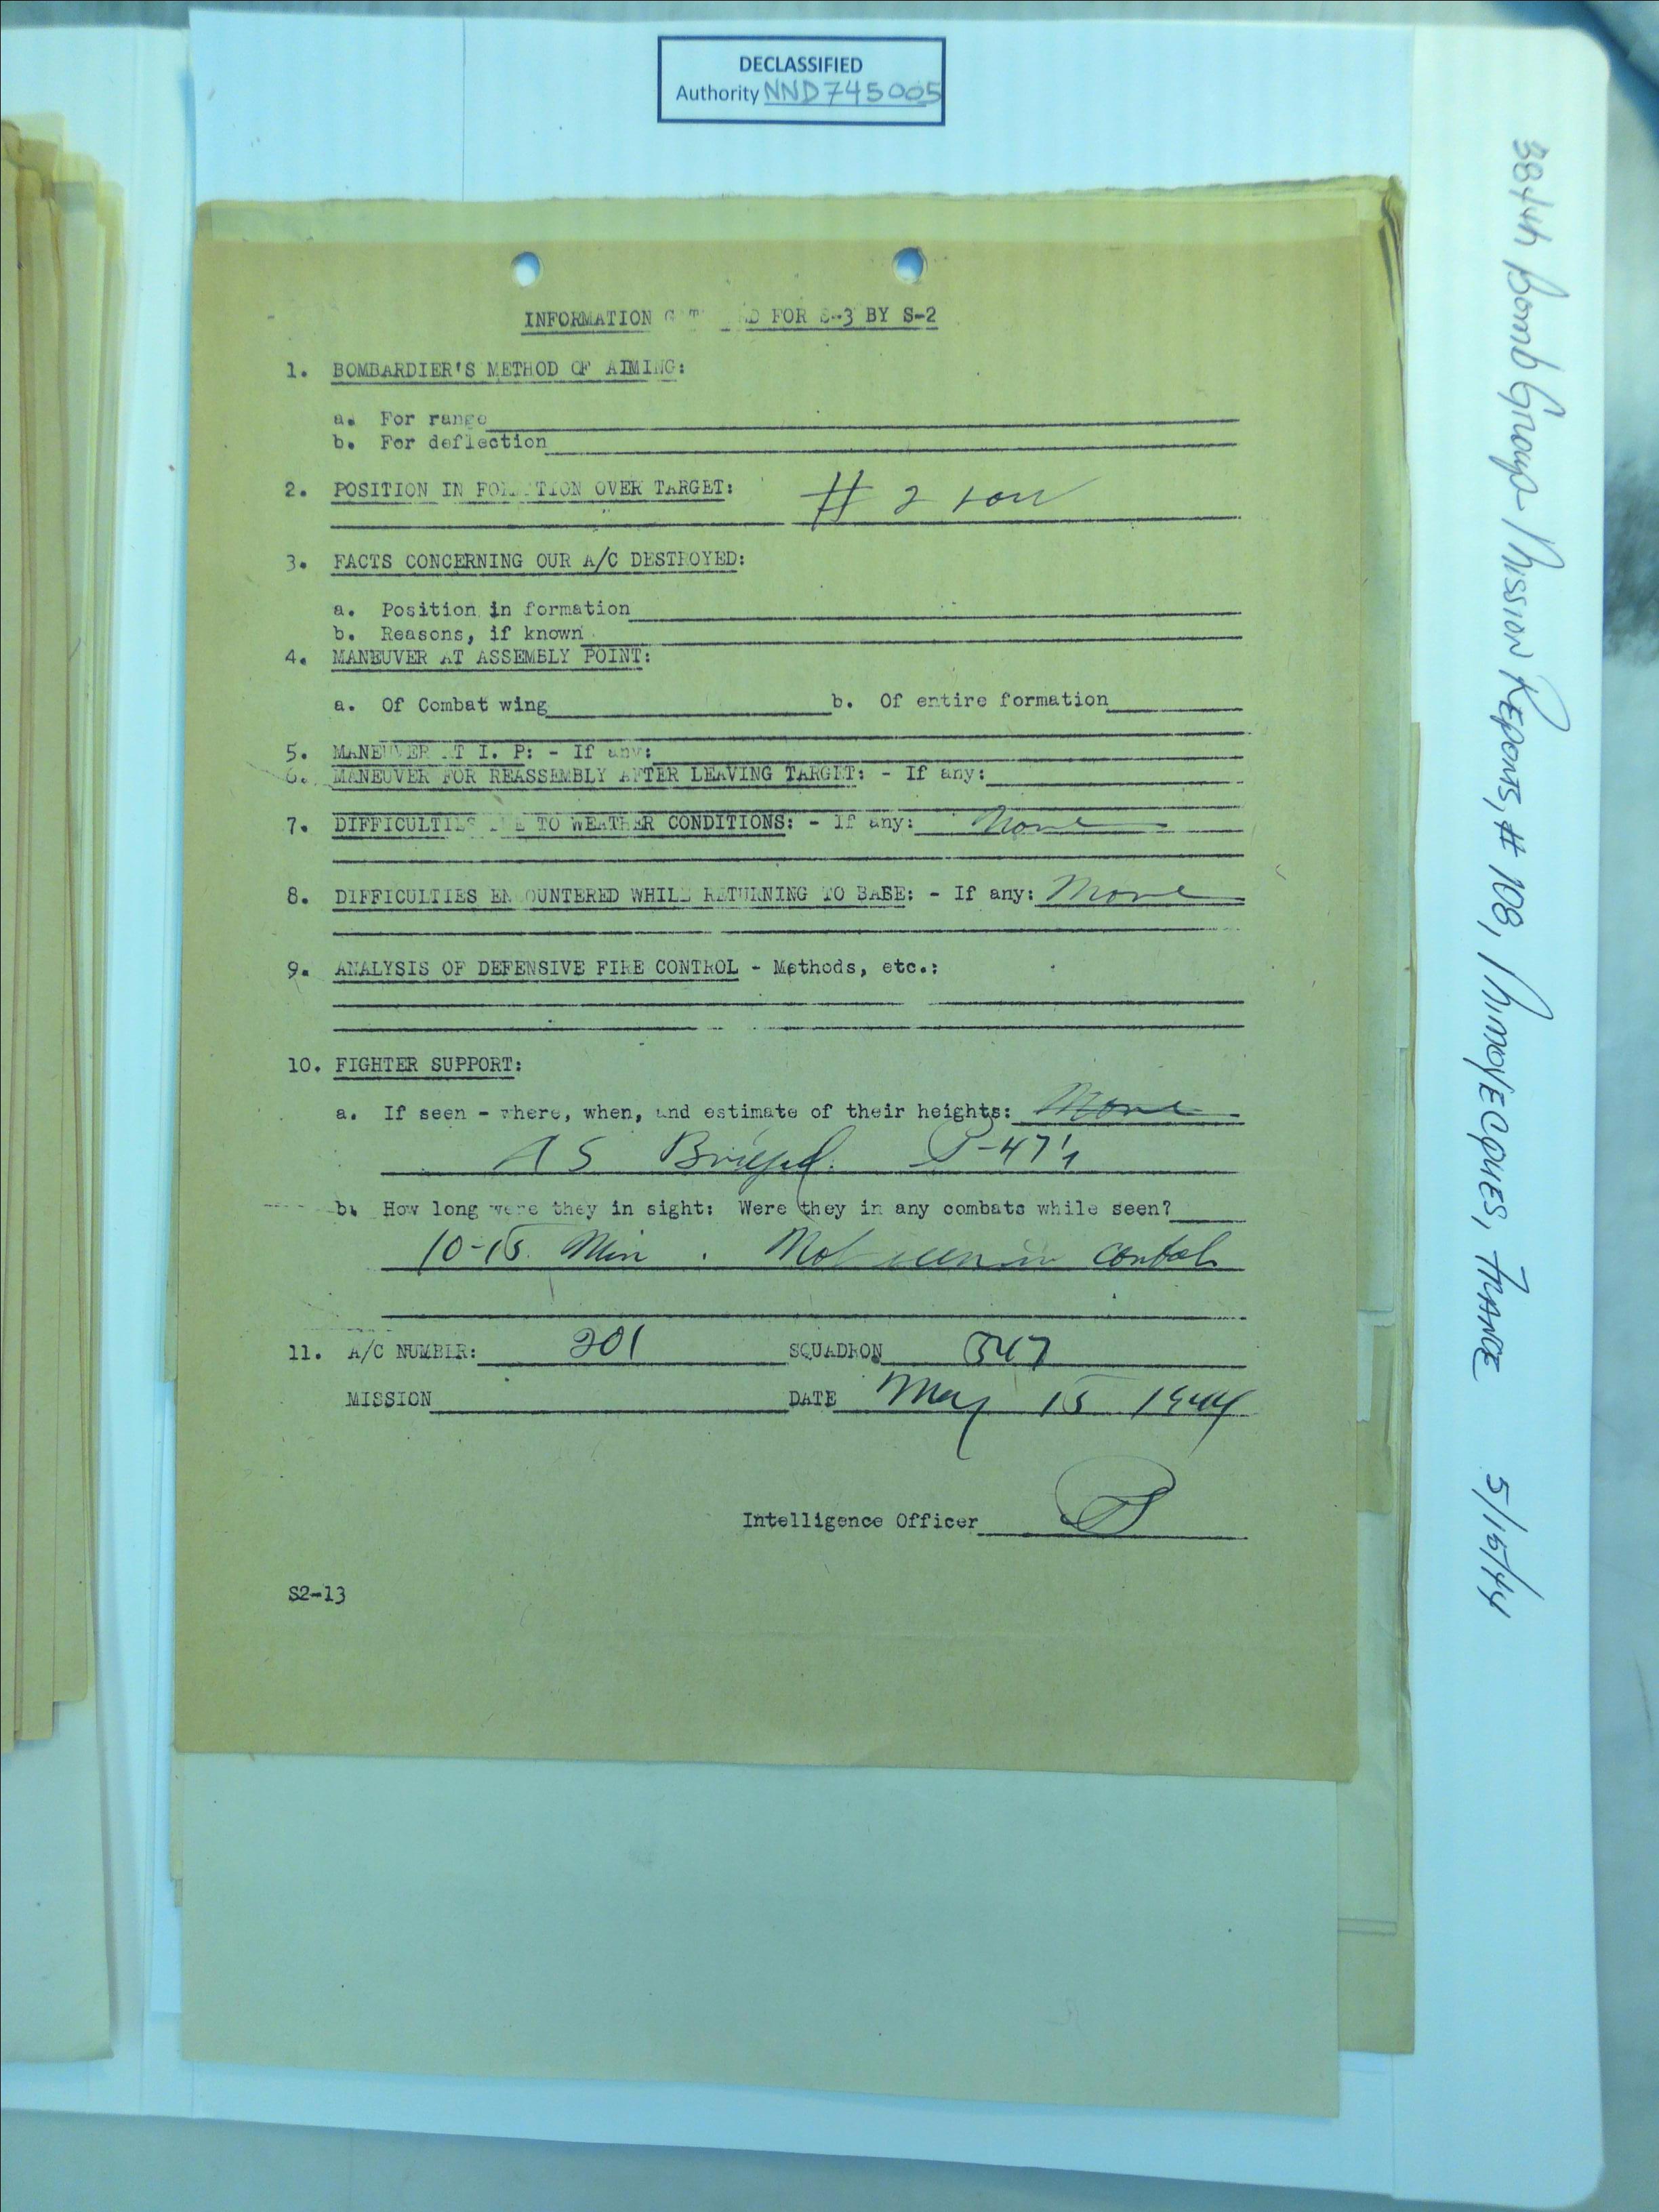 DECLASSIFIED
Authority NND745005
INFORMATION FOR S-3 BY S-2
1. BOMBARDIER'S METHOD OF AIMING:
a. For range
b. For deflection
2. POSITION IN FORMATION OVER TARGET: # 2 low
3. FACTS CONCERNING OUR A/C DESTROYED:
a. Position in formation
b. Reasons, if known
4. MANEUVER AT ASSEMBLY POINT:
a. Of Combat wing b. Of entire formation
5. MANEUVER AT I. P: - If any:
6. MANEUVER FOR REASSEMBLY AFTER LEAVING TARGET: - If any:
7. DIFFICULTIES DUE TO WEATHER CONDITIONS: - If any: None
8. DIFFICULTIES ENCOUNTERED WHILE RETURNING TO BASE: - If any: None
9. ANALYSIS OF DEFENSIVE FIRE CONTROL - Methods, etc.:
10. FIGHTER SUPPORT:
a. If seen - where, when, and estimate of their heights: None
AS Briefed. P-47's
b. How long were they in sight: Were they in any combats while seen?
10-15 Min . Not seen in
11. A/C NUMBER: 201 SQUADRON 547
MISSION DATE May 15 1944
Intelligence Officer
S2-13
384th Bomb Group Mission Reports, # 108, Mimoyecques, France 5/15/44